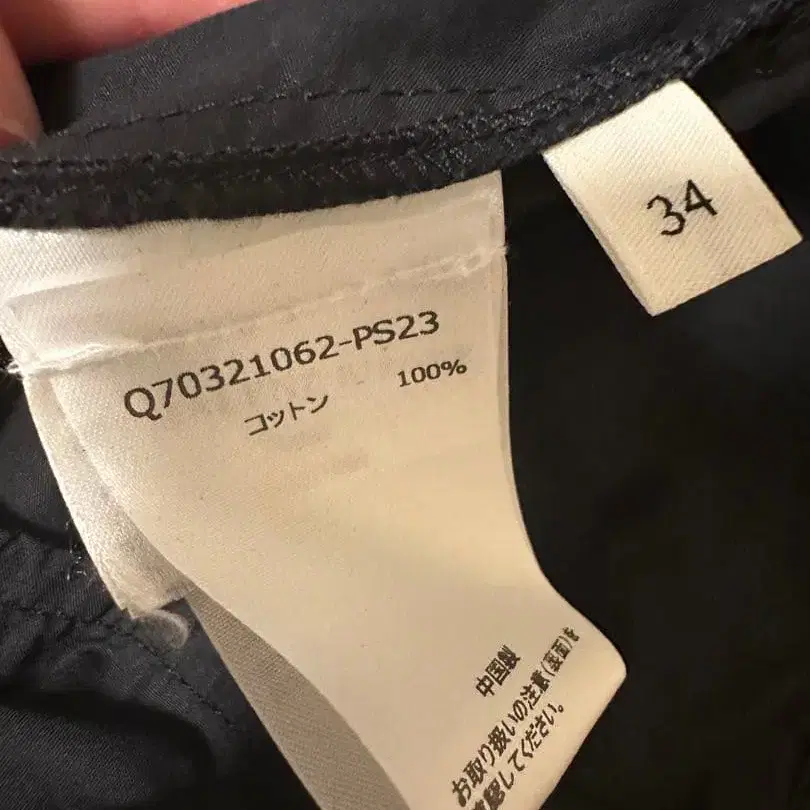 34
Q70321062-PS23
コットン 100%
中国製
お取り扱いの注意(裏面)を
確認してください。